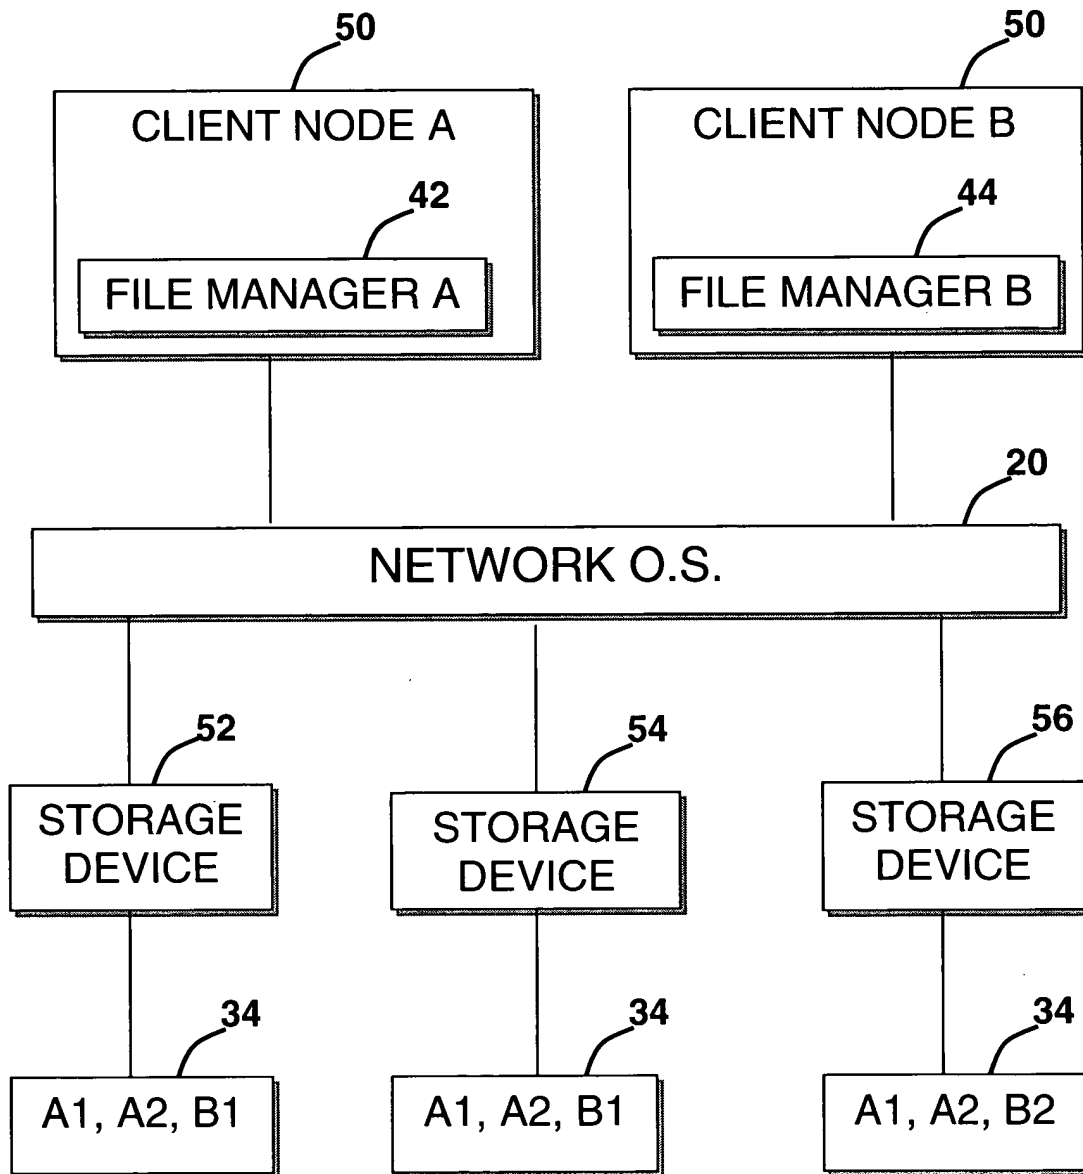 50
50
CLIENT NODE A
CLIENT NODE B
42
44
FILE MANAGER A
FILE MANAGER B
20
NETWORK O.S.
52
54
56
STORAGE
DEVICE
STORAGE
DEVICE
STORAGE
DEVICE
34
34
34
A1, A2, B1
A1, A2, B1
A1, A2, B2